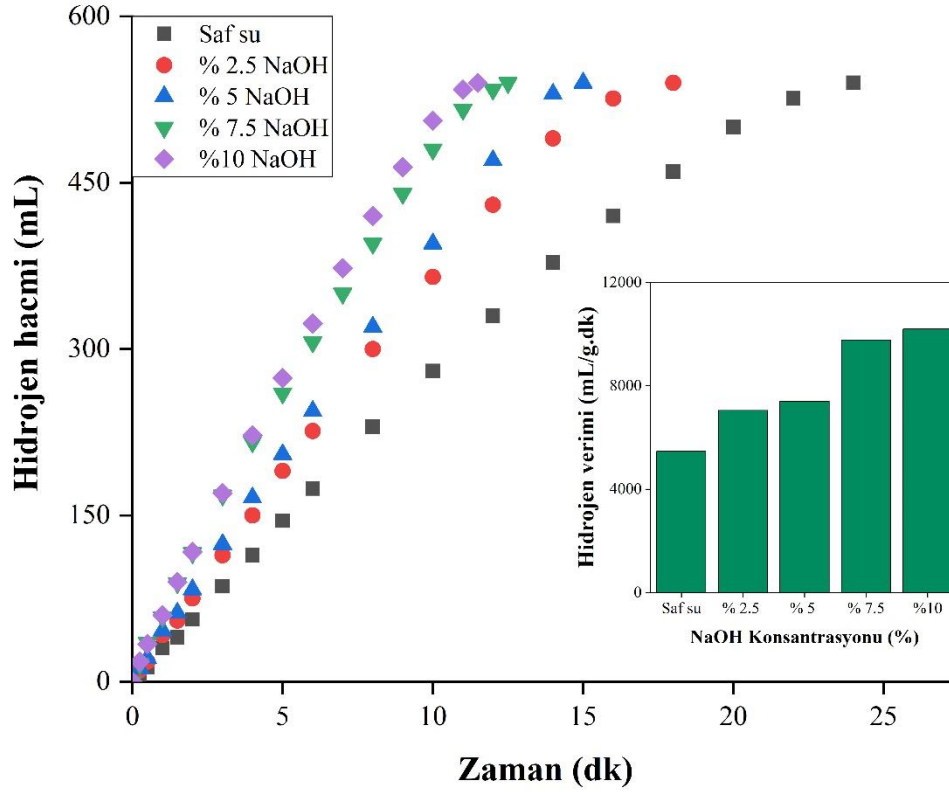 600
450
300
150
0
Hidrojen hacmi (mL)
Saf su
% 2.5 NaOH
% 5 NaOH
% 7.5 NaOH
%10 NaOH
0 5 10 15 20 25
Zaman (dk)
12000
8000
4000
0
Hidrojen verimi (mL/g.dk)
Saf su % 2.5 % 5 % 7.5 %10
NaOH Konsantrasyonu (%)